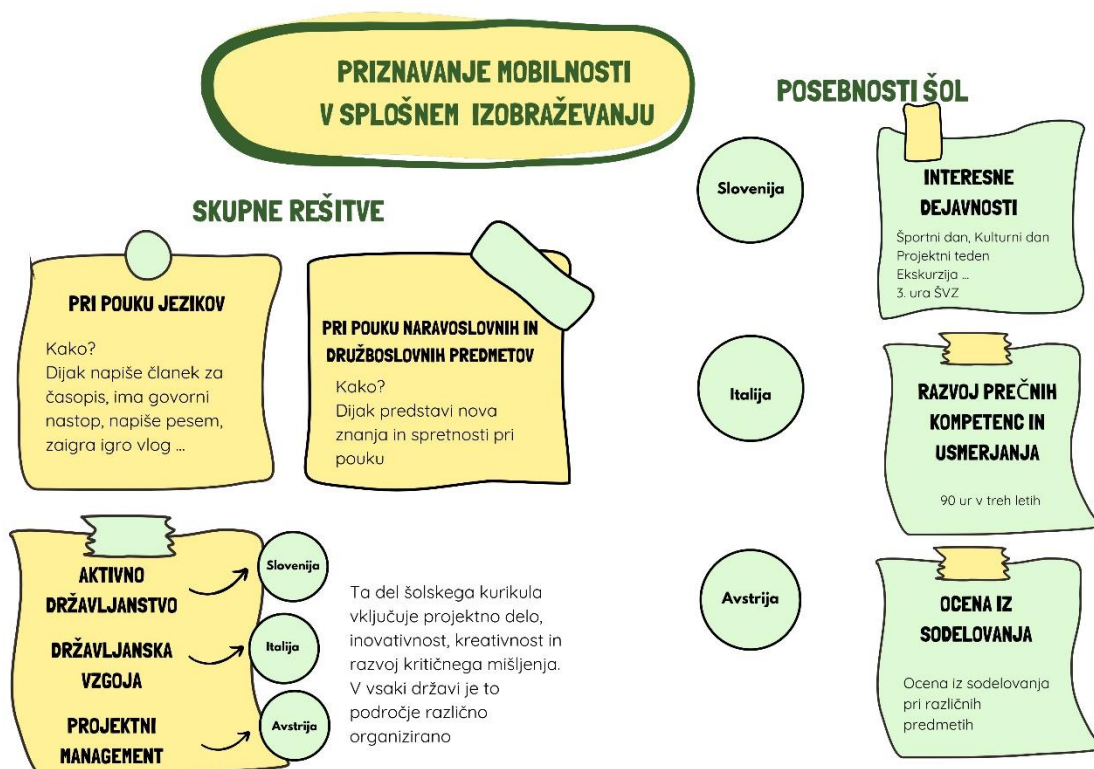 PRIZNAVANJE MOBILNOSTI
V SPLOŠNEM IZOBRAŽEVANJU
SKUPNE REŠITVE
PRI POUKU JEZIKOV
Kako?
Dijak napiše članek za
časopis, ima govorni
nastop, napiše pesem,
zaigra igro vlog ...
PRI POUKU NARAVOSLOVNIH IN
DRUŽBOSLOVNIH PREDMETOV
Kako?
Dijak predstavi nova
znanja in spretnosti pri
pouku
AKTIVNO
DRŽAVLJANSTVO
Slovenija
DRŽAVLJANSKA
VZGOJA
Italija
PROJEKTNI
MANAGEMENT
Avstrija
Ta del šolskega kurikula
vključuje projektno delo,
inovativnost, kreativnost in
razvoj kritičnega mišljenja.
V vsaki državi je to
področje različno
organizirano
POSEBNOSTI ŠOL
Slovenija
INTERESNE
DEJAVNOSTI
Športni dan, Kulturni dan
Projektni teden
Ekskurzija ...
3. ura ŠVZ
Italija
RAZVOJ PREČNIH
KOMPETENC IN
USMERJANJA
90 ur v treh letih
Avstrija
OCENA IZ
SODELOVANJA
Ocena iz sodelovanja
pri različnih
predmetih